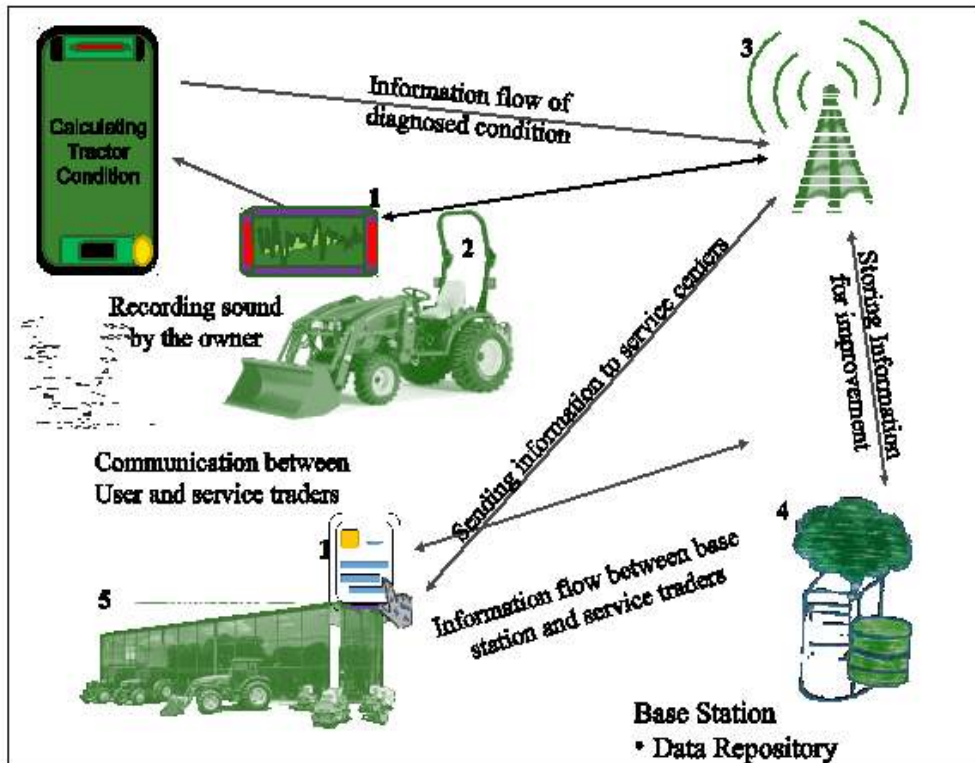 Calculating
Tractor
Condition
Information flow of
diagnosed condition
3
1
2
Recording sound
by the owner
Sending information to service centers
Storing Information
for improvement
Communication between
User and service traders
1
4
5
Information flow between base
station and service traders
Base Station
• Data Repository